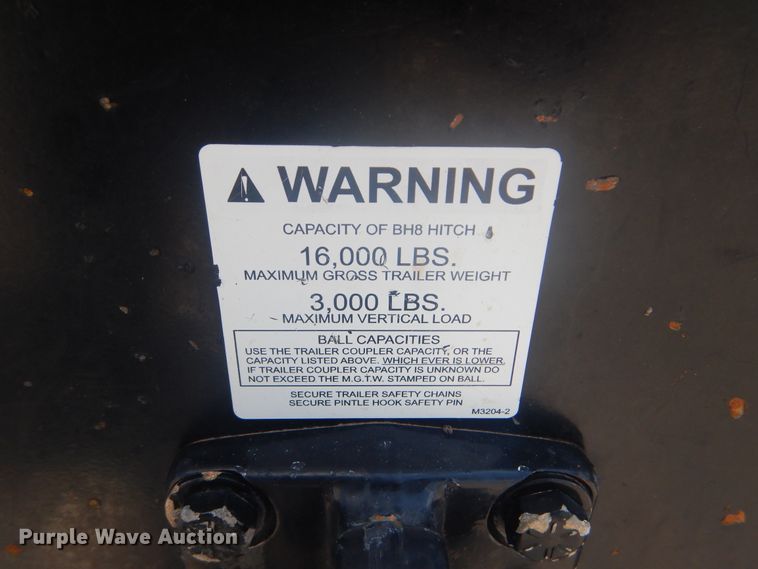 WARNING
CAPACITY OF BH8 HITCH
16,000 LBS.
MAXIMUM GROSS TRAILER WEIGHT
3,000 LBS.
MAXIMUM VERTICAL LOAD
BALL CAPACITIES
USE THE TRAILER COUPLER CAPACITY, OR THE
CAPACITY LISTED ABOVE. WHICH EVER IS LOWER.
IF TRAILER COUPLER CAPACITY IS UNKNOWN DO
NOT EXCEED THE M.G.T.W. STAMPED ON BALL.
SECURE TRAILER SAFETY CHAINS
SECURE PINTLE HOOK SAFETY PIN
M3204-2
Purple Wave Auction